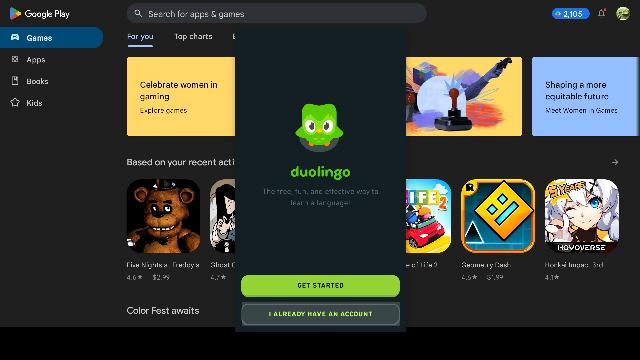 Google Play
Search for apps & games
2,105
Games
Apps
Books
Kids
For you
Top charts
Celebrate women in
gaming
Explore games
Shaping a more
equitable future
Meet Women in Games
duolingo
The free, fun, and effective way to
learn a language!
GET STARTED
I ALREADY HAVE AN ACCOUNT
Based on your recent acti
LIFE 2
HOYOVERSE
Five Nights at Freddy's
Ghost C
e of Life 2
Geometry Dash
Honkai Impact 3rd
4.6★ $2.99
4.7★
4.6★ $1.99
4.1★
Color Fest awaits